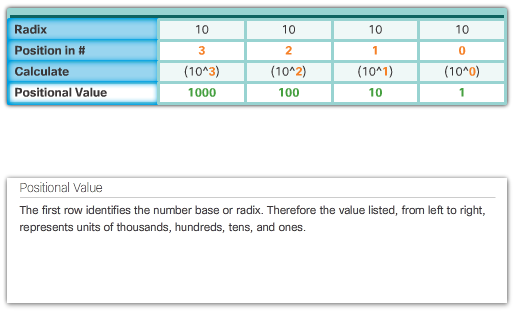 Radix 10 10 10 10
Position in # 3 2 1 0
Calculate (10^3) (10^2) (10^1) (10^0)
Positional Value 1000 100 10 1
Positional Value
The first row identifies the number base or radix. Therefore the value listed, from left to right,
represents units of thousands, hundreds, tens, and ones.